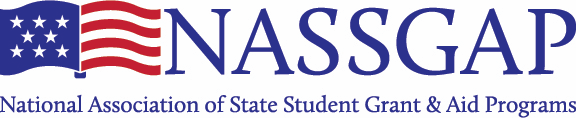 NASSGAP
National Association of State Student Grant & Aid Programs